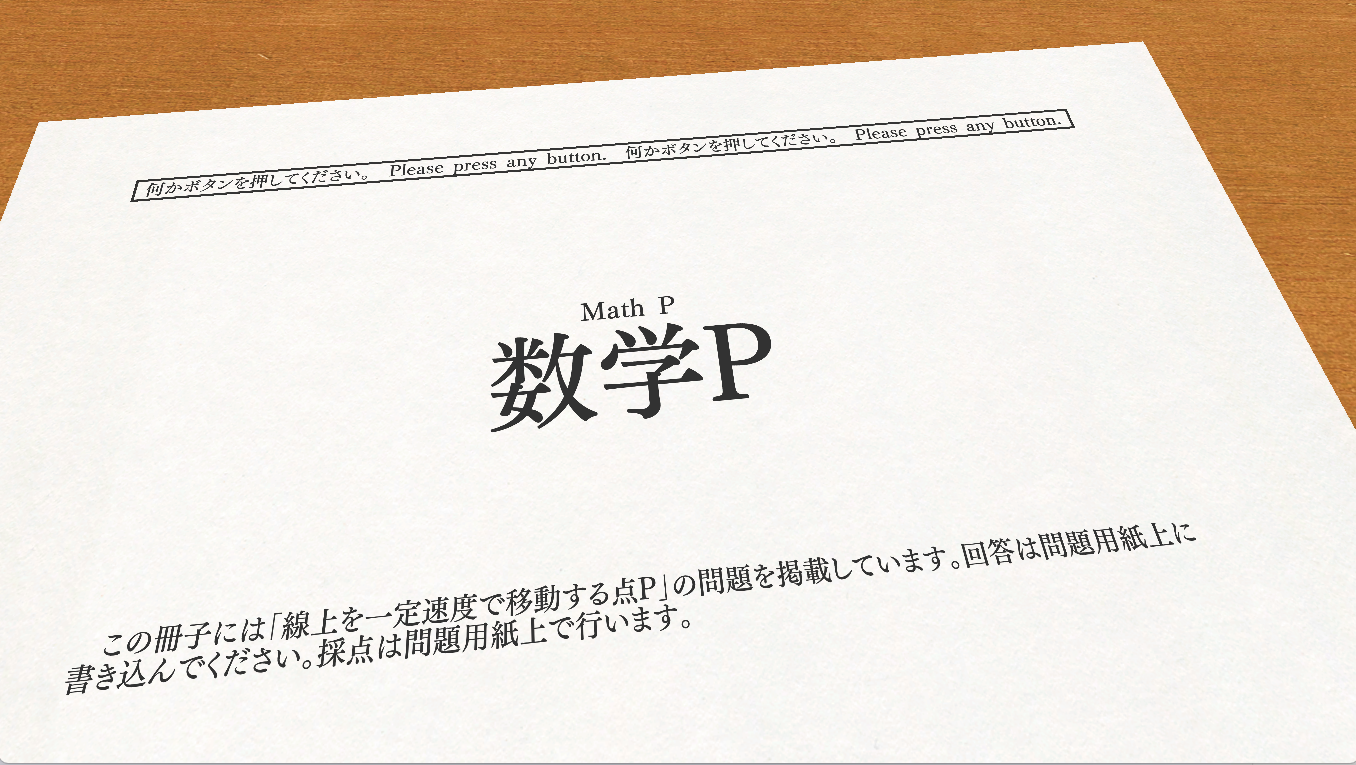 何かボタンを押してください。 Please press any button. 何かボタンを押してください。 Please press any button.
Math P
数学P
この冊子には「線上を一定速度で移動する点P」の問題を掲載しています。回答は問題用紙上に
書き込んでください。採点は問題用紙上で行います。